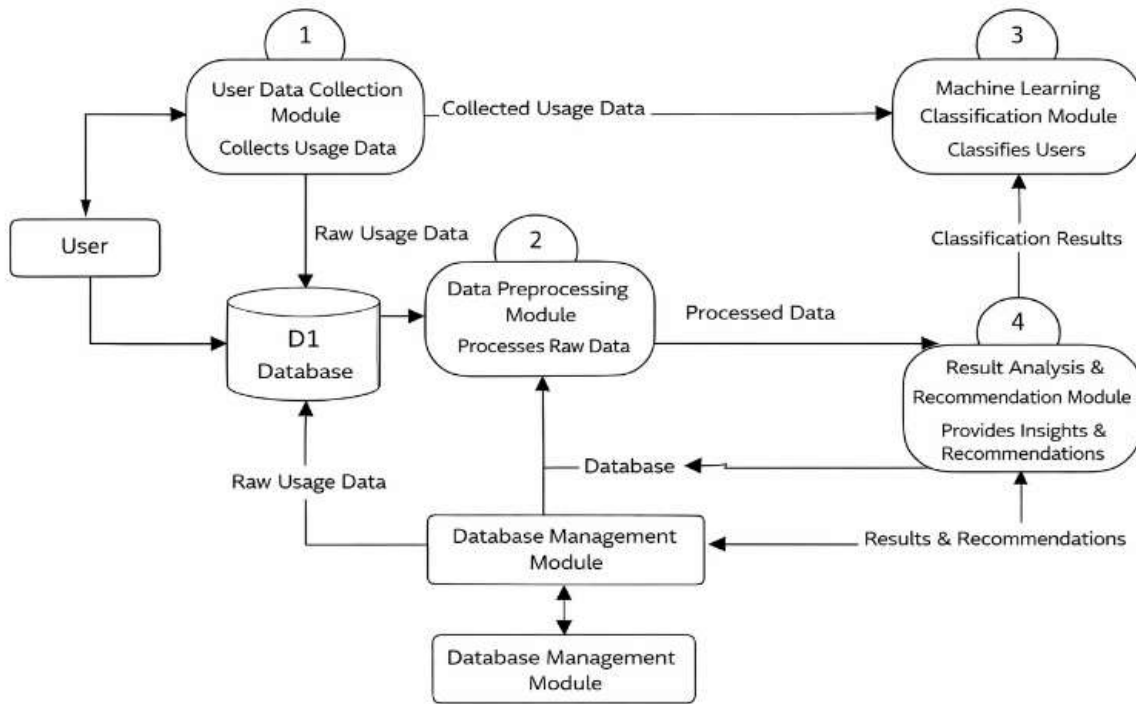 1
User Data Collection
Module
Collects Usage Data
Collected Usage Data
3
Machine Learning
Classification Module
Classifies Users
User
Raw Usage Data
2
Data Preprocessing
Module
Processes Raw Data
Classification Results
D1
Database
Processed Data
4
Result Analysis &
Recommendation Module
Provides Insights &
Recommendations
Raw Usage Data
Database
Database Management
Module
Results & Recommendations
Database Management
Module